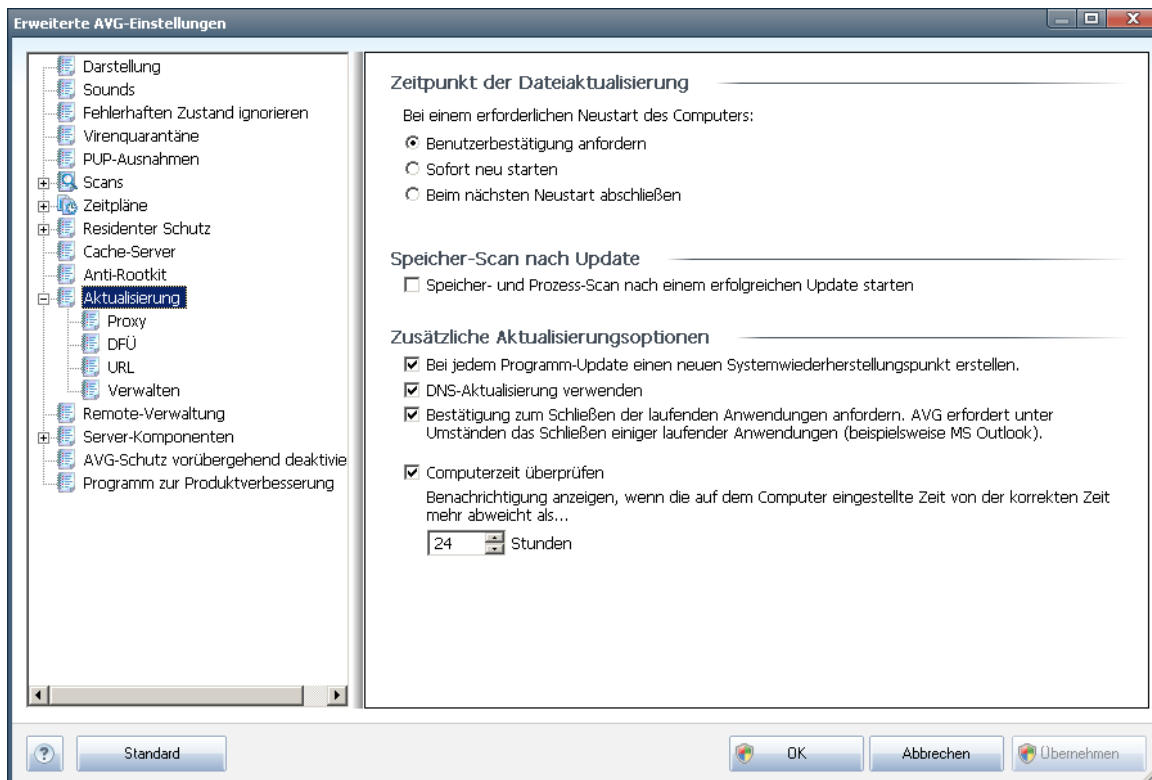 Erweiterte AVG-Einstellungen
Darstellung
Sounds
Fehlerhaften Zustand ignorieren
Virenquarantäne
PUP-Ausnahmen
Scans
Zeitpläne
Residenter Schutz
Cache-Server
Anti-Rootkit
Aktualisierung
Proxy
DFÜ
URL
Verwalten
Remote-Verwaltung
Server-Komponenten
AVG-Schutz vorübergehend deaktivie
Programm zur Produktverbesserung
Zeitpunkt der Dateiaktualisierung
Bei einem erforderlichen Neustart des Computers:
Benutzerbestätigung anfordern
Sofort neu starten
Beim nächsten Neustart abschließen
Speicher-Scan nach Update
Speicher- und Prozess-Scan nach einem erfolgreichen Update starten
Zusätzliche Aktualisierungsoptionen
Bei jedem Programm-Update einen neuen Systemwiederherstellungspunkt erstellen.
DNS-Aktualisierung verwenden
Bestätigung zum Schließen der laufenden Anwendungen anfordern. AVG erfordert unter
Umständen das Schließen einiger laufender Anwendungen (beispielsweise MS Outlook).
Computerzeit überprüfen
Benachrichtigung anzeigen, wenn die auf dem Computer eingestellte Zeit von der korrekten Zeit
mehr abweicht als...
24 Stunden
? Standard OK Abbrechen Übernehmen